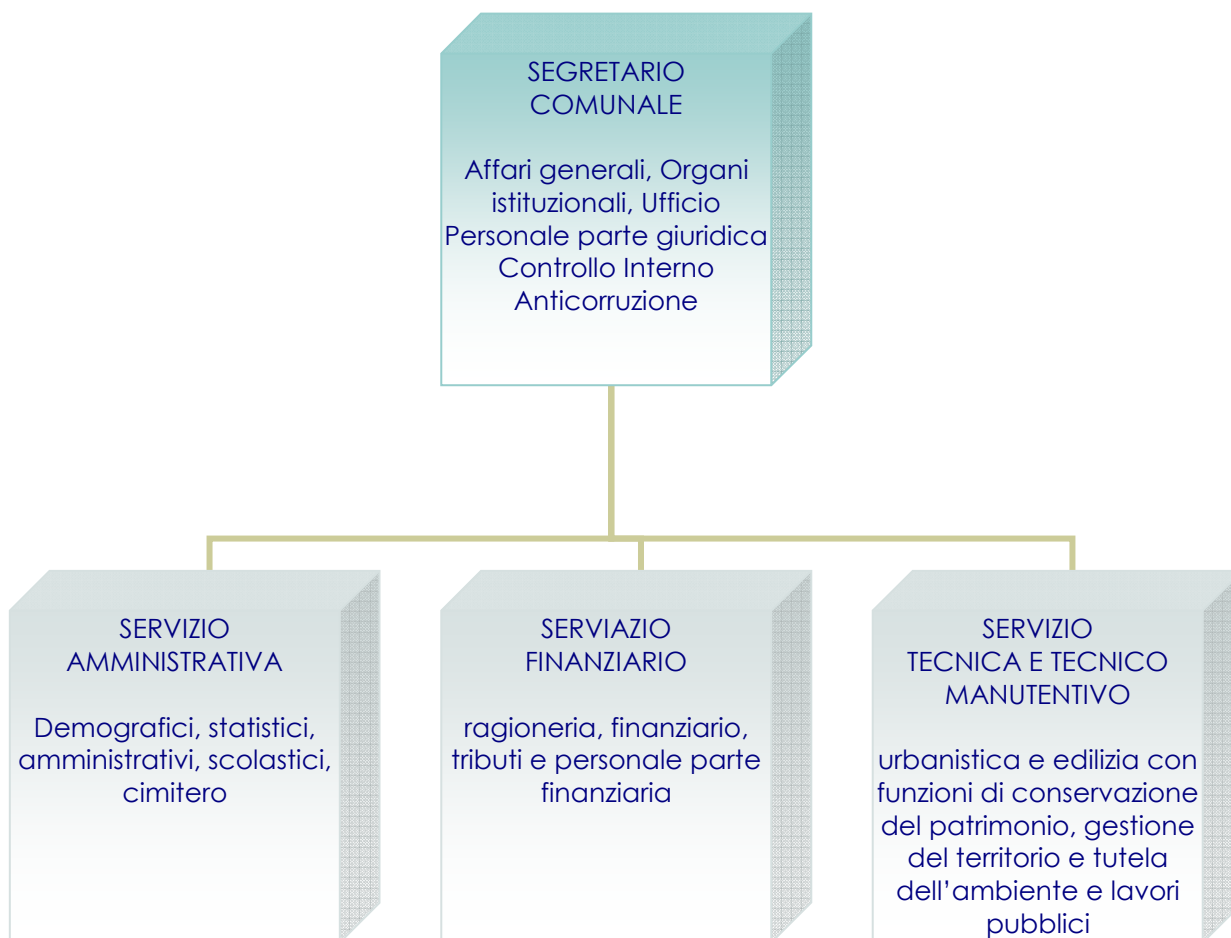 SEGRETARIO
COMUNALE
Affari generali, Organi
istituzionali, Ufficio
Personale parte giuridica
Controllo Interno
Anticorruzione
SERVIZIO
AMMINISTRATIVA
Demografici, statistici,
amministrativi, scolastici,
cimitero
SERVIAZIO
FINANZIARIO
ragioneria, finanziario,
tributi e personale parte
finanziaria
SERVIZIO
TECNICA E TECNICO
MANUTENTIVO
urbanistica e edilizia con
funzioni di conservazione
del patrimonio, gestione
del territorio e tutela
dell’ambiente e lavori
pubblici